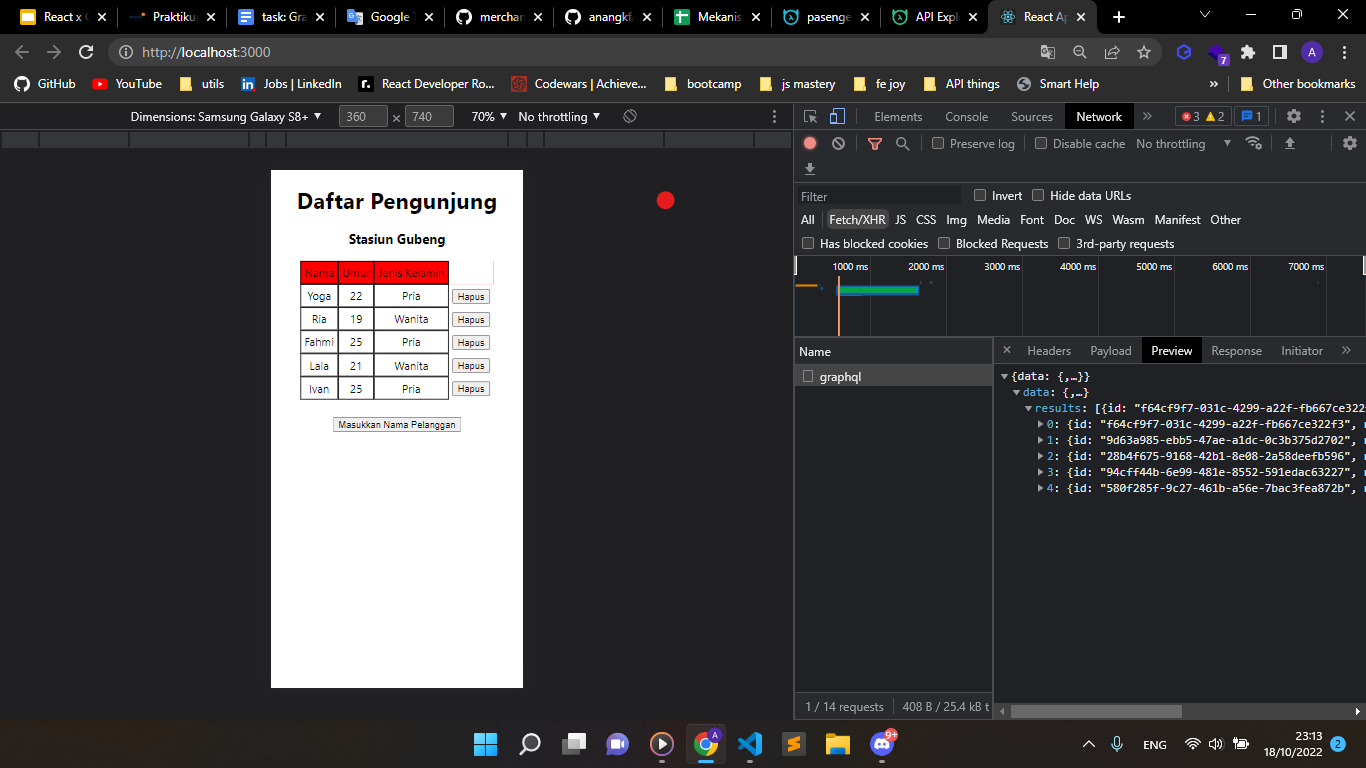 React x G
Praktiku
task: Gra
Google T
merchan
anangkf/
Mekanis
pasenge
API Explo
React Ap
http://localhost:3000
7
A
GitHub
YouTube
utils
Jobs | LinkedIn
React Developer Ro...
Codewars | Achieve...
bootcamp
js mastery
fe joy
API things
Smart Help
»
Other bookmarks
Dimensions: Samsung Galaxy S8+ ▼ 360 × 740 70% ▼ No throttling ▼
Elements Console Sources Network » 3 2 1
Preserve log Disable cache No throttling ▼
Filter Invert Hide data URLs
All Fetch/XHR JS CSS Img Media Font Doc WS Wasm Manifest Other
Has blocked cookies Blocked Requests 3rd-party requests
1000 ms 2000 ms 3000 ms 4000 ms 5000 ms 6000 ms 7000 ms
Daftar Pengunjung
Stasiun Gubeng
Nama Umur Jenis Kelamin
Yoga 22 Pria Hapus
Ria 19 Wanita Hapus
Fahmi 25 Pria Hapus
Lala 21 Wanita Hapus
Ivan 25 Pria Hapus
Masukkan Nama Pelanggan
Name
graphql
× Headers Payload Preview Response Initiator »
▼{data: {,…}}
▼data: {,…}
▼results: [{id: "f64cf9f7-031c-4299-a22f-fb667ce322f
▶0: {id: "f64cf9f7-031c-4299-a22f-fb667ce322f3",
▶1: {id: "9d63a985-ebb5-47ae-a1dc-0c3b375d2702",
▶2: {id: "28b4f675-9168-42b1-8e08-2a58deefb596",
▶3: {id: "94cff44b-6e99-481e-8552-591edac63227",
▶4: {id: "580f285f-9c27-461b-a56e-7bac3fea872b",
1 / 14 requests 408 B / 25.4 kB t
A
9+
ENG
23:13
18/10/2022
2